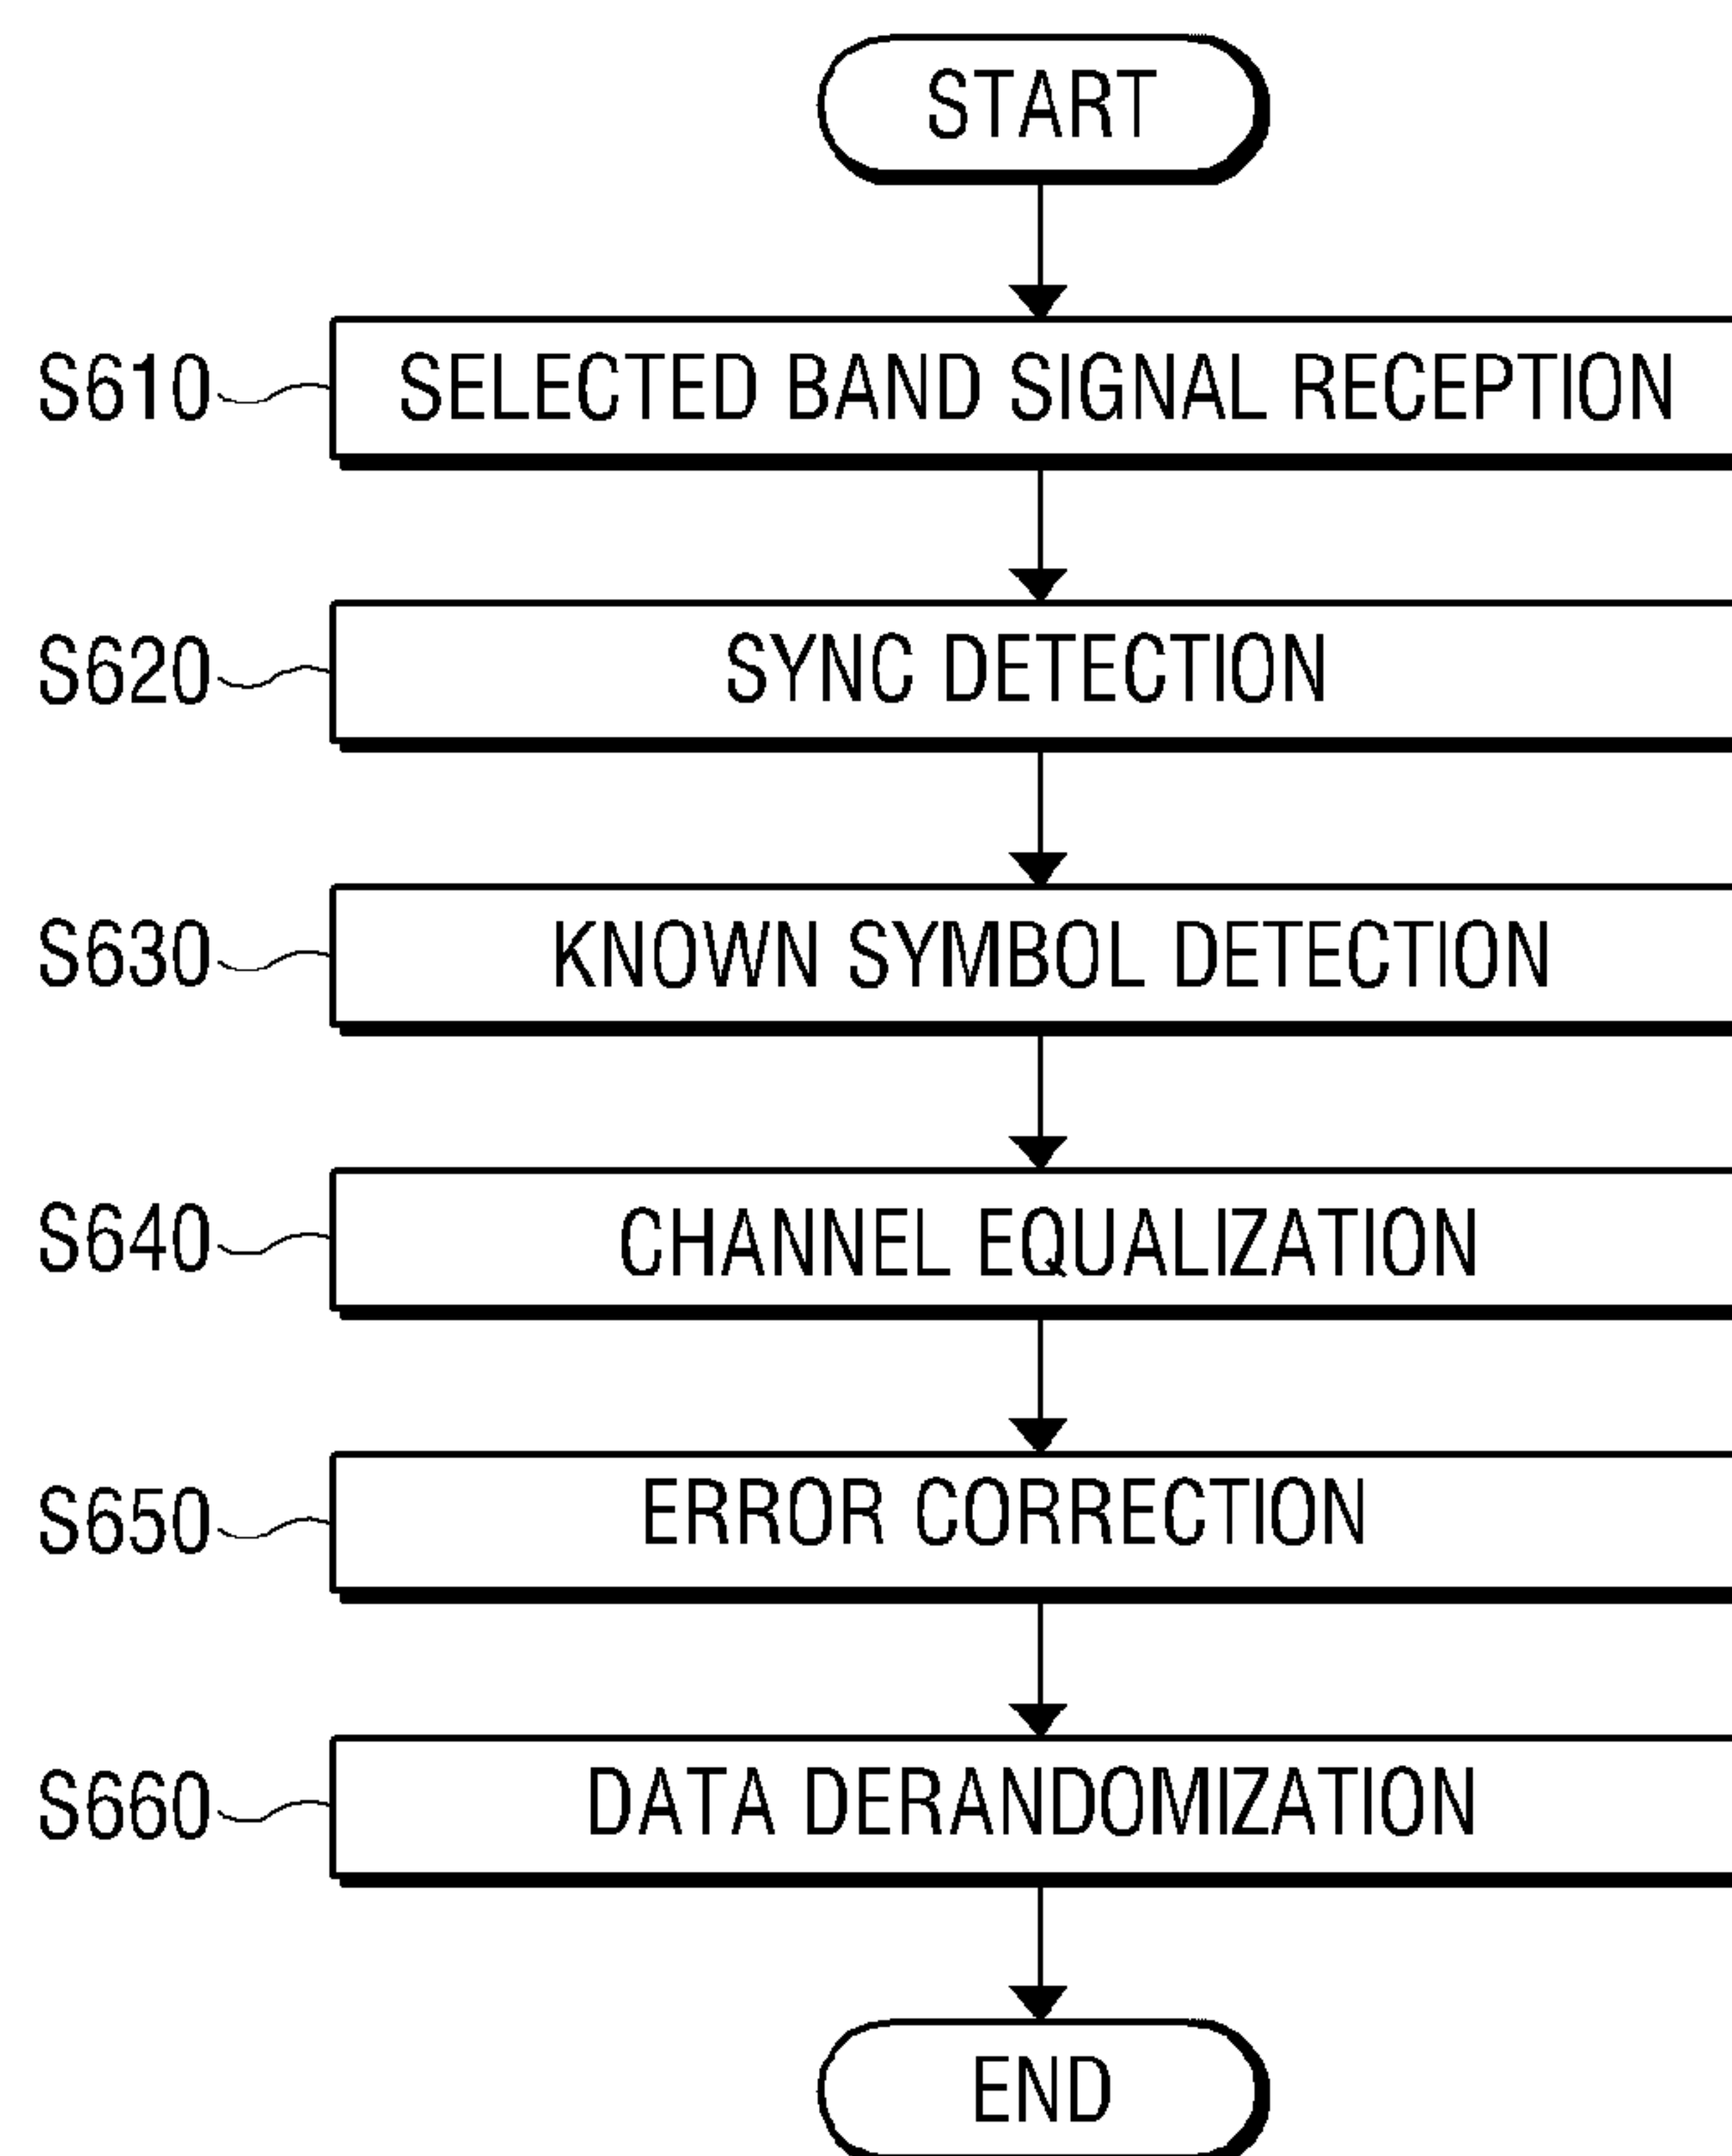 START
S610 SELECTED BAND SIGNAL RECEPTION
S620 SYNC DETECTION
S630 KNOWN SYMBOL DETECTION
S640 CHANNEL EQUALIZATION
S650 ERROR CORRECTION
S660 DATA DERANDOMIZATION
END